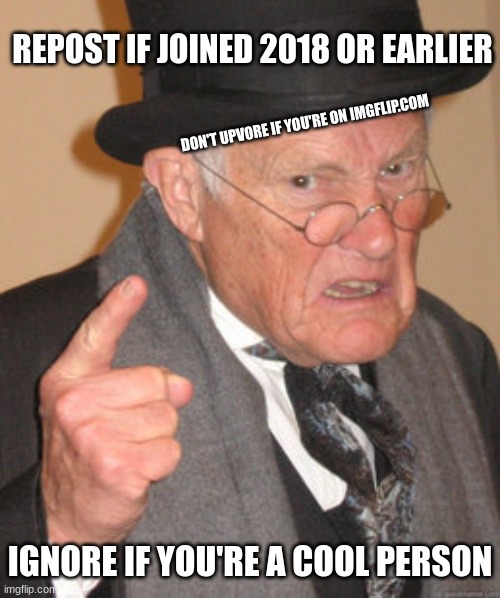 REPOST IF JOINED 2018 OR EARLIER
DON'T UPVORE IF YOU'RE ON IMGFLIP.COM
IGNORE IF YOU'RE A COOL PERSON
imgflip.com